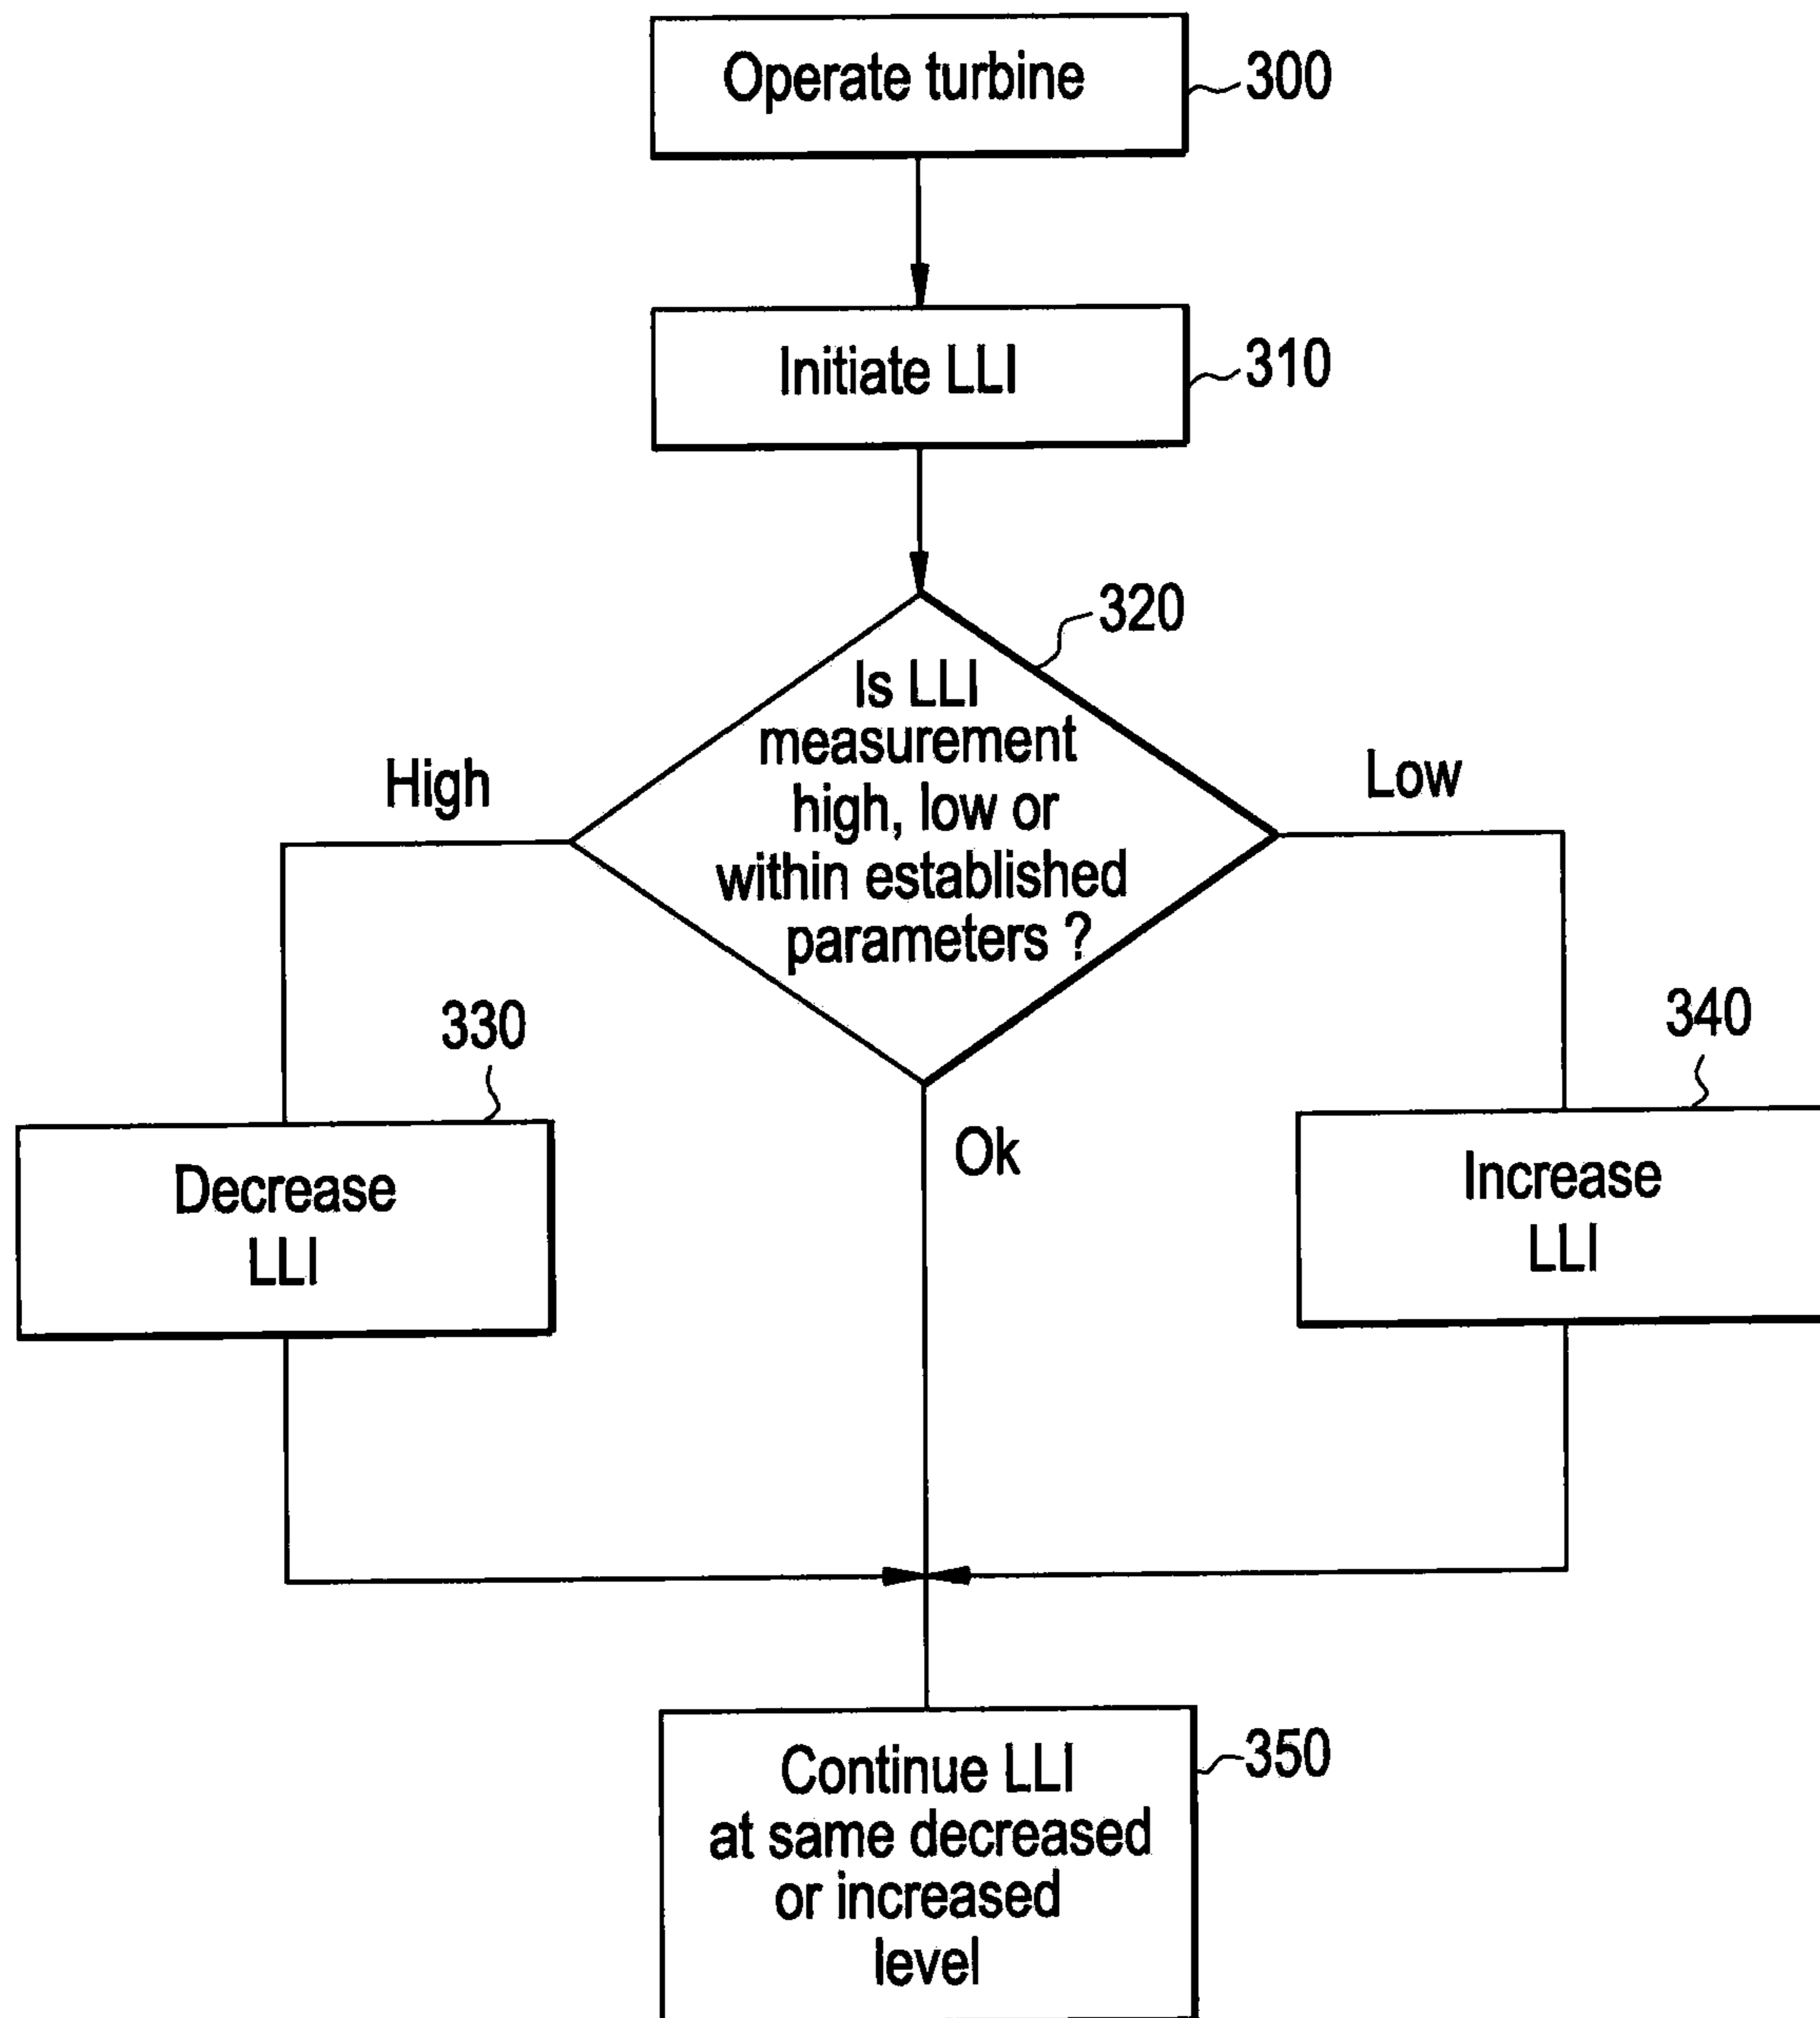 Operate turbine
300
Initiate LLI
310
320
Is LLI
measurement
high, low or
within established
parameters ?
High
Low
330
340
Ok
Decrease
LLI
Increase
LLI
350
Continue LLI
at same decreased
or increased
level